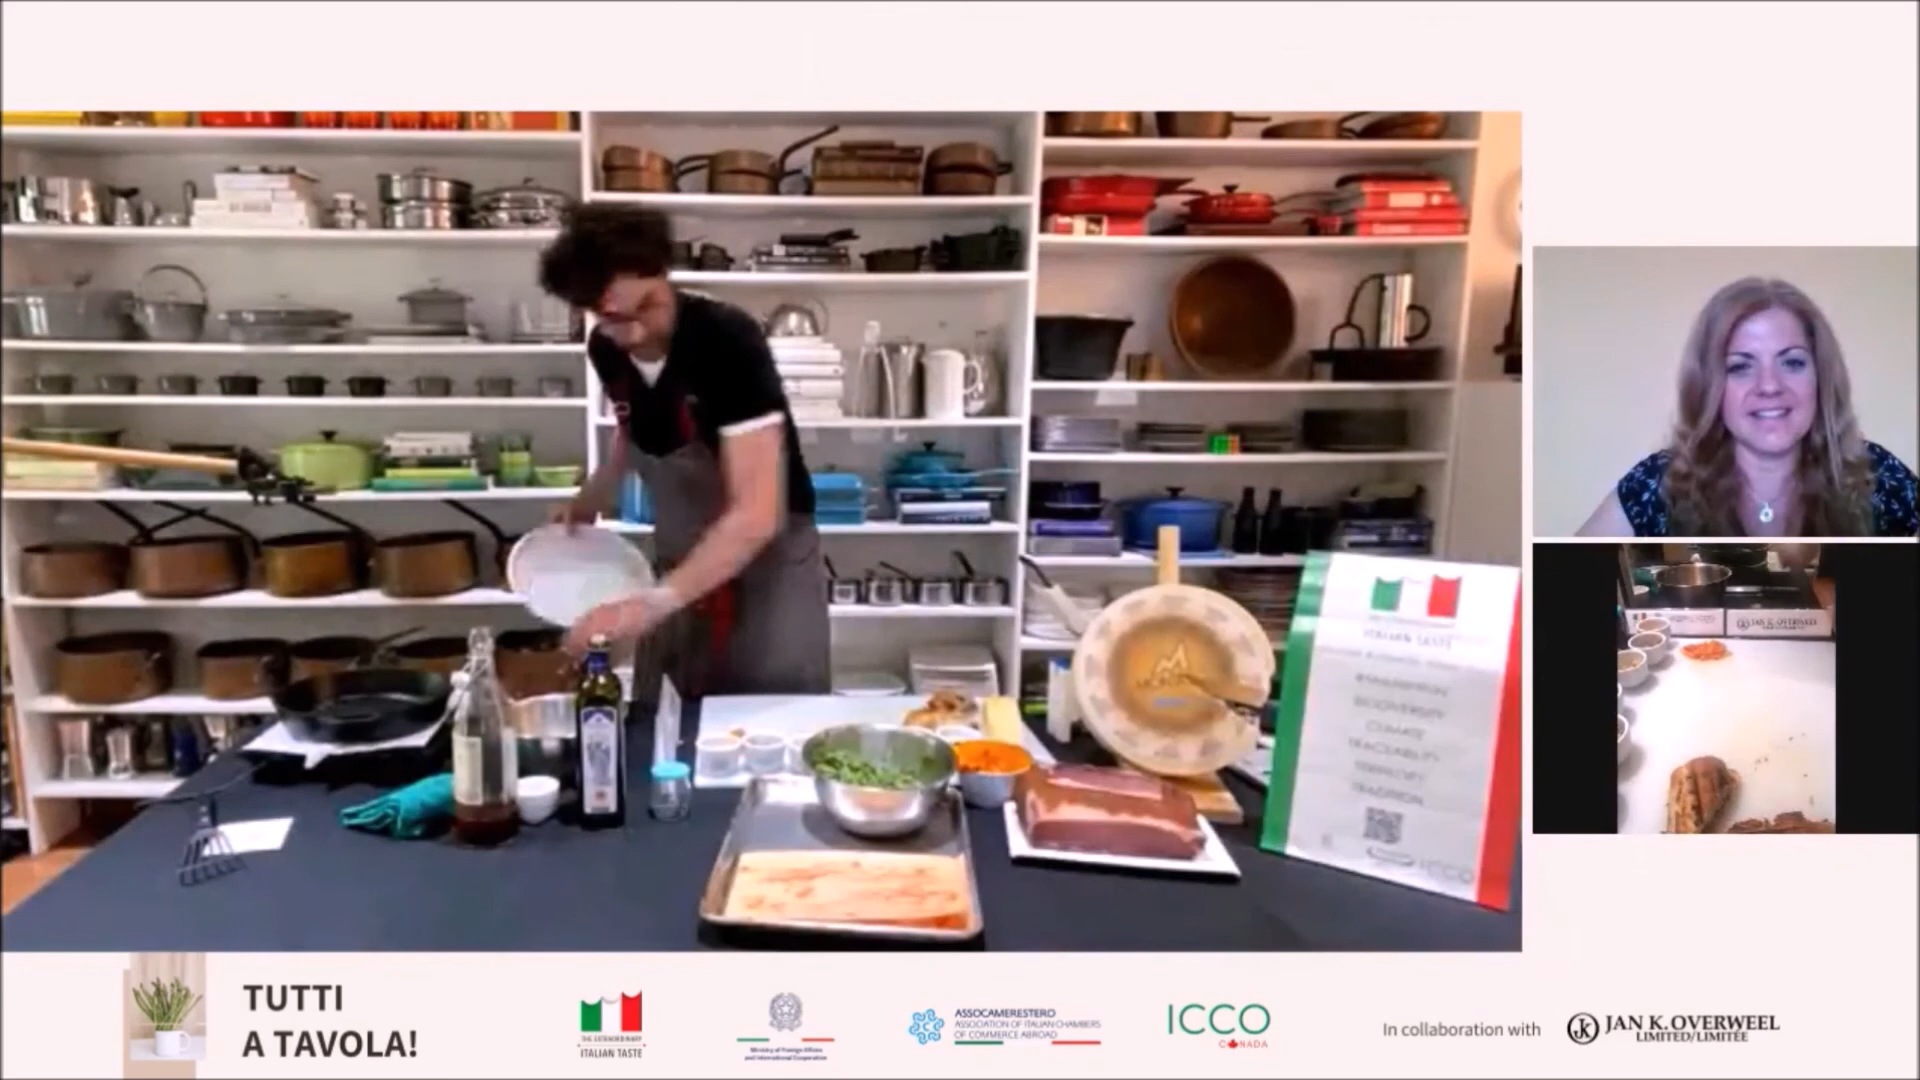 ITALIAN TASTE
BIODIVERSITY
CLIMATE
TRACEABILITY
TERRITORY
TRADITION
ICCO
JAN K. OVERWEEL
TUTTI
A TAVOLA!
THE EXTRAORDINARY
ITALIAN TASTE
Ministry of Foreign Affairs
and International Cooperation
ASSOCAMERESTERO
ASSOCIATION OF ITALIAN CHAMBERS
OF COMMERCE ABROAD
ICCO
CANADA
In collaboration with
JK
JAN K. OVERWEEL
LIMITED/LIMITÉE